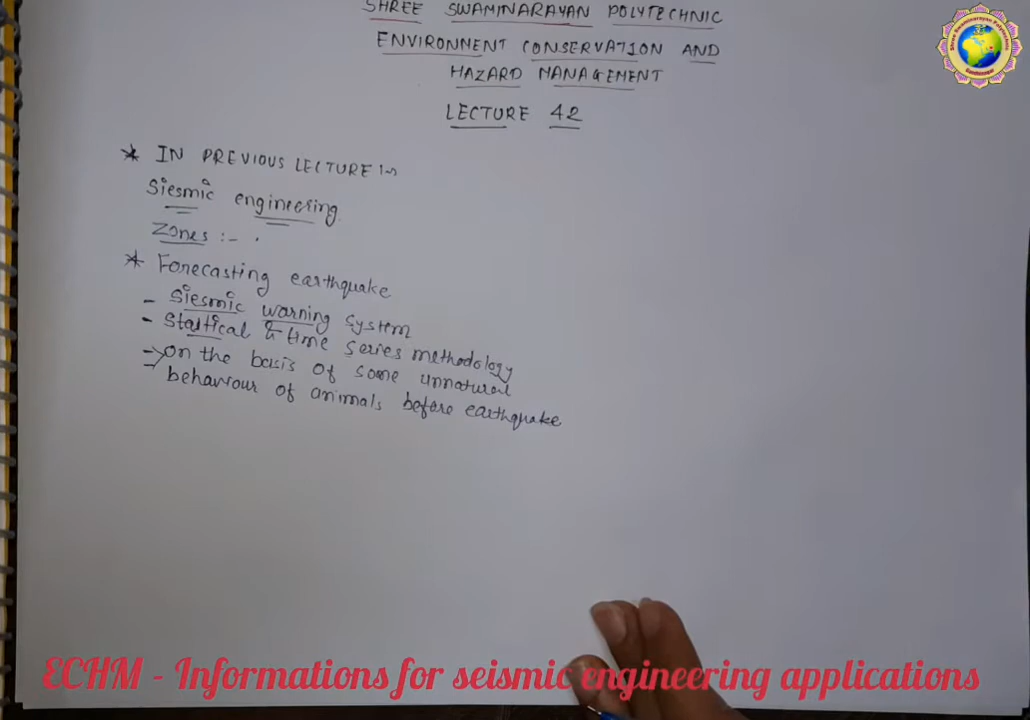 SHREE SWAMINARAYAN POLYTECHNIC
ENVIRONMENT CONSERVATION AND
HAZARD MANAGEMENT
LECTURE 42
* IN PREVIOUS LECTURE :-
Siesmic engineering
Zones :-
* Forecasting earthquake
- Siesmic warning system
- Statfical & time series methodology
-> On the basis of some unnatural
behaviour of animals before earthquake
ECHM - Informations for seismic engineering applications